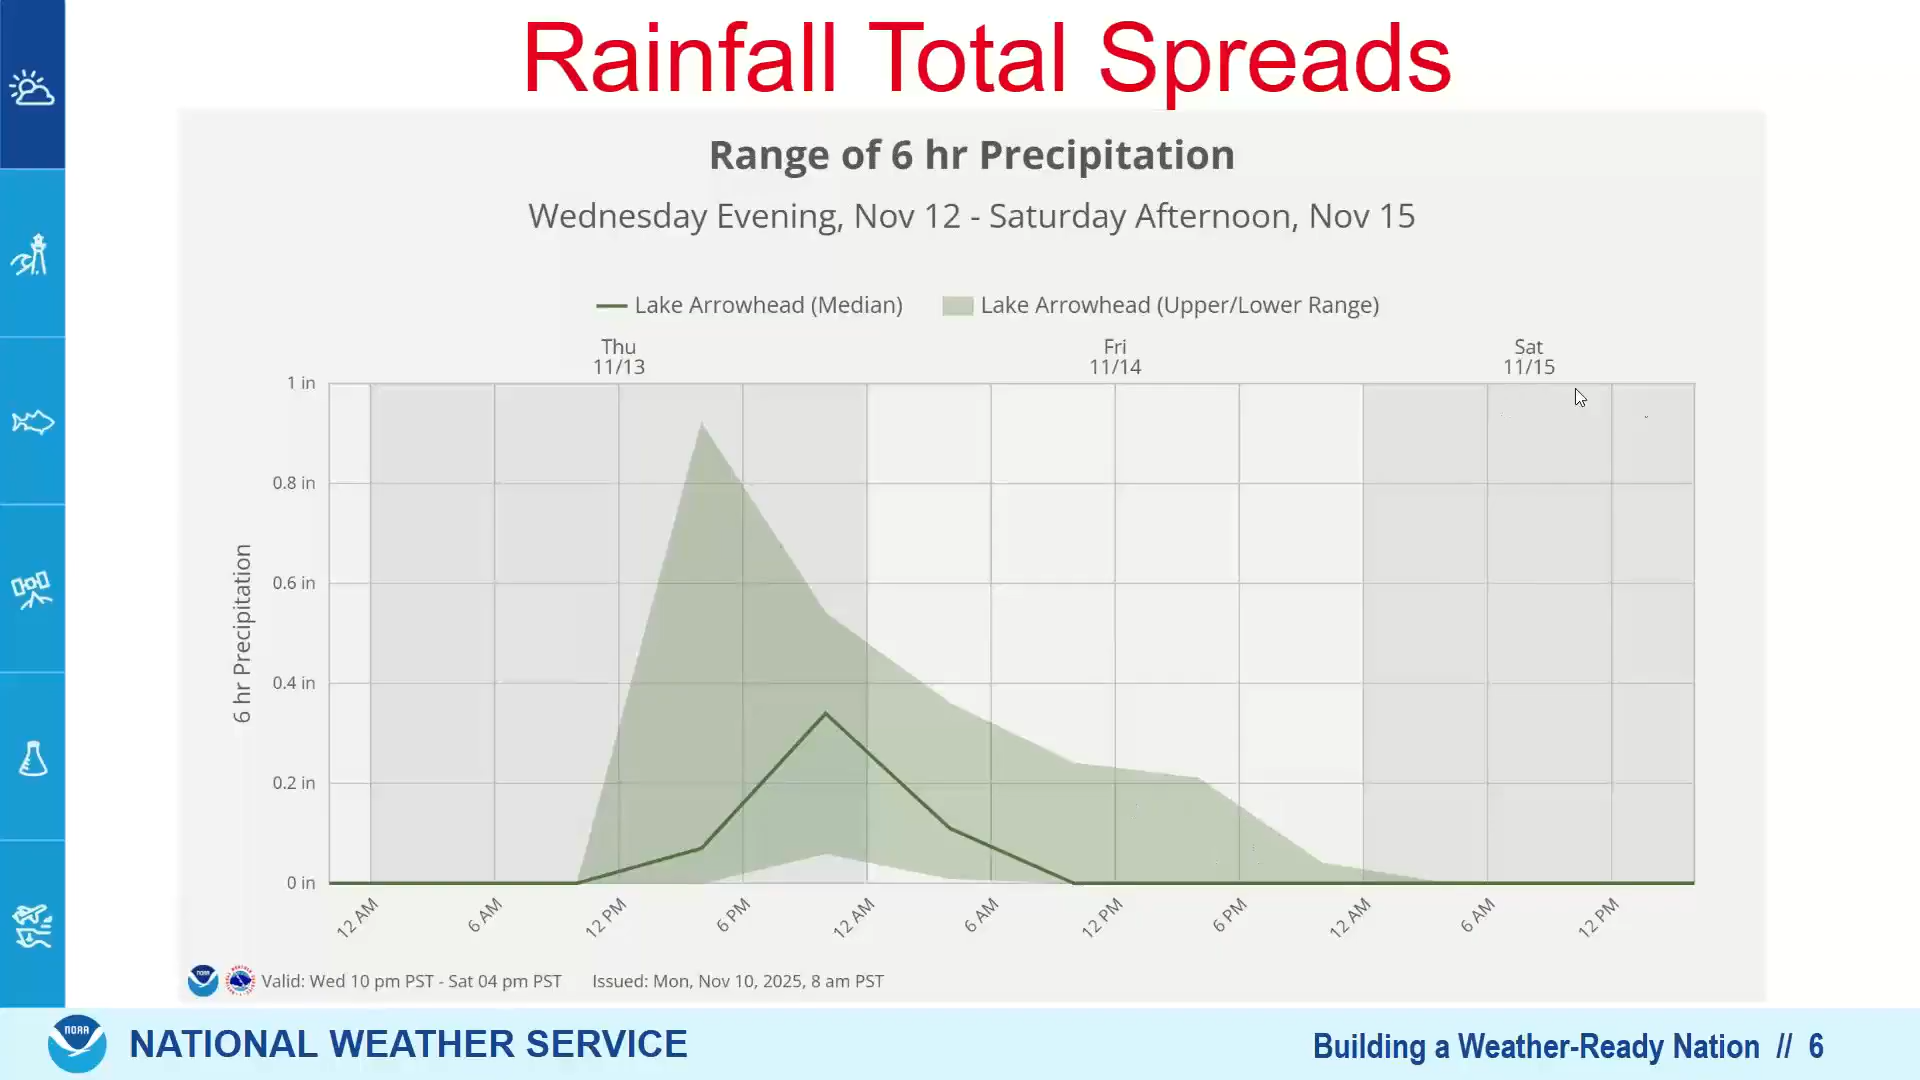 Rainfall Total Spreads
Range of 6 hr Precipitation
Wednesday Evening, Nov 12 - Saturday Afternoon, Nov 15
Lake Arrowhead (Median)
Lake Arrowhead (Upper/Lower Range)
Thu
11/13
Fri
11/14
Sat
11/15
1 in
0.8 in
0.6 in
0.4 in
0.2 in
0 in
6 hr Precipitation
12 AM
6 AM
12 PM
6 PM
12 AM
6 AM
12 PM
6 PM
12 AM
6 AM
12 PM
Valid: Wed 10 pm PST - Sat 04 pm PST
Issued: Mon, Nov 10, 2025, 8 am PST
NOAA
NATIONAL WEATHER SERVICE
Building a Weather-Ready Nation // 6